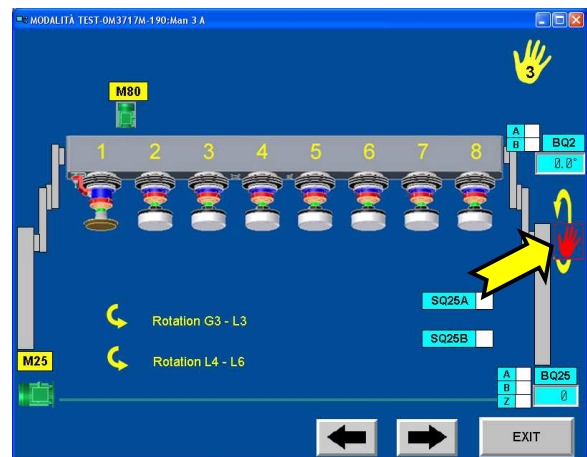 MODALITÀ TEST-0M3717M-190:Man 3 A
3
M80
1 2 3 4 5 6 7 8
A
B
BQ2
0.0°
SQ25A
Rotation G3 - L3
SQ25B
Rotation L4 - L6
M25
A
B
Z
BQ25
0
EXIT